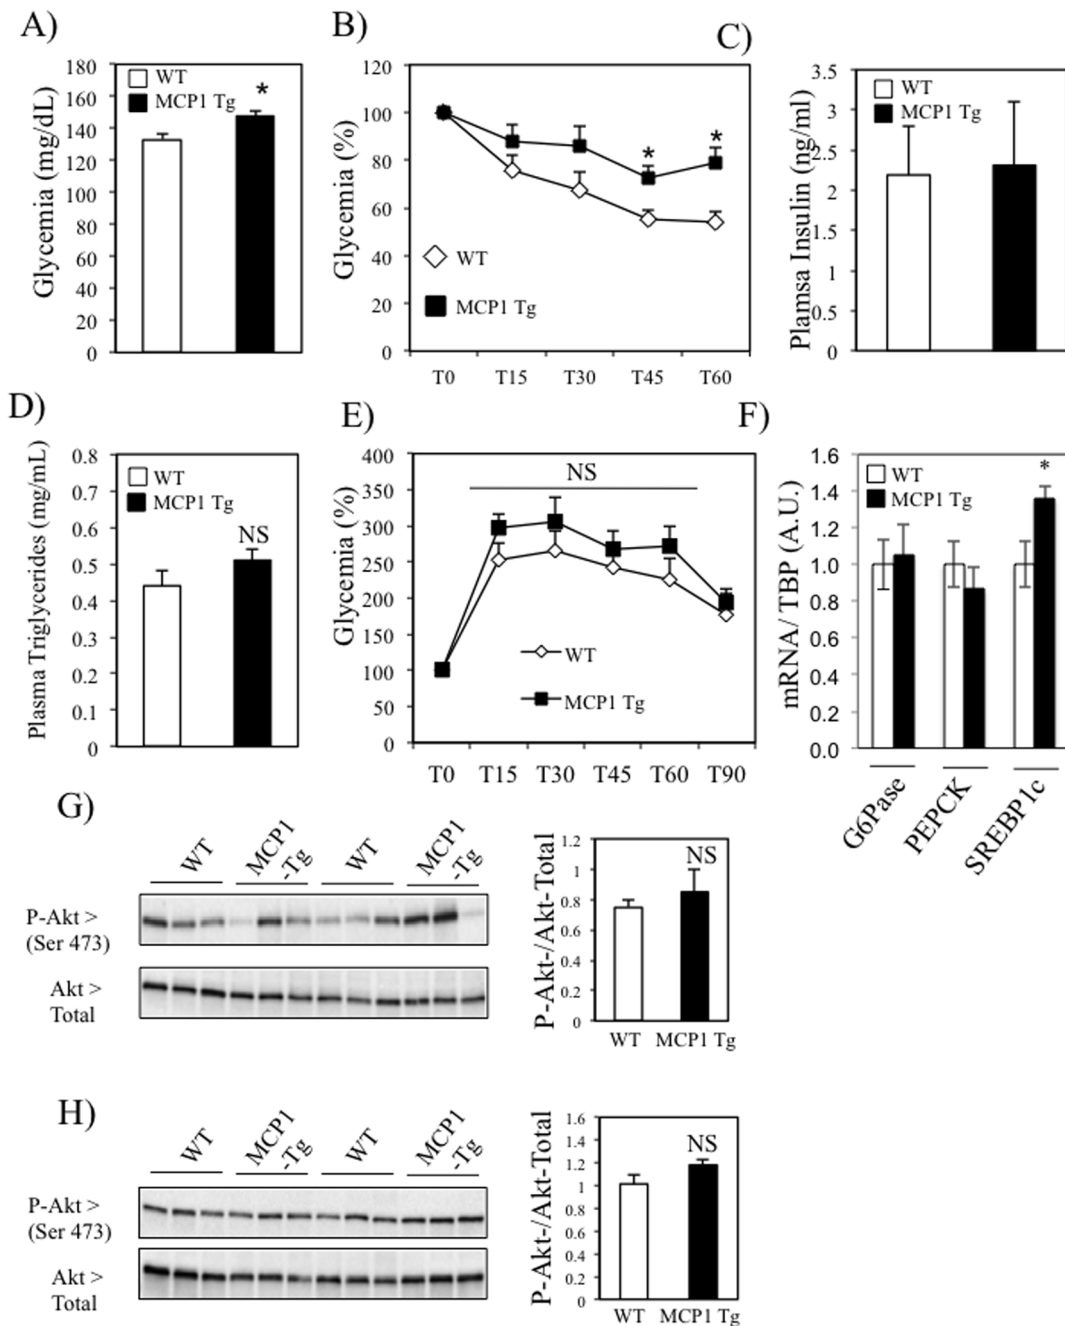 A)
Glycemia (mg/dL)
180
160
140
120
100
80
60
40
20
0
WT
MCP1 Tg
*
B)
Glycemia (%)
120
100
80
60
40
20
0
*
*
WT
MCP1 Tg
T0 T15 T30 T45 T60
C)
Plamsa Insulin (ng/ml)
3.5
3
2.5
2
1.5
1
0.5
0
WT
MCP1 Tg
D)
Plasma Triglycerides (mg/mL)
0.8
0.7
0.6
0.5
0.4
0.3
0.2
0.1
0
WT
MCP1 Tg
NS
E)
Glycemia (%)
400
350
300
250
200
150
100
50
0
NS
WT
MCP1 Tg
T0 T15 T30 T45 T60 T90
F)
mRNA/ TBP (A.U.)
1.6
1.4
1.2
1.0
0.8
0.6
0.4
0.2
0.0
WT
MCP1 Tg
*
G6Pase
PEPCK
SREBP1c
G)
WT
MCP1
-Tg
WT
MCP1
-Tg
P-Akt >
(Ser 473)
Akt >
Total
P-Akt-/Akt-Total
1.2
1
0.8
0.6
0.4
0.2
0
NS
WT MCP1 Tg
H)
WT
MCP1
-Tg
WT
MCP1
-Tg
P-Akt >
(Ser 473)
Akt >
Total
P-Akt-/Akt-Total
1.6
1.4
1.2
1
0.8
0.6
0.4
0.2
0
NS
WT MCP1 Tg